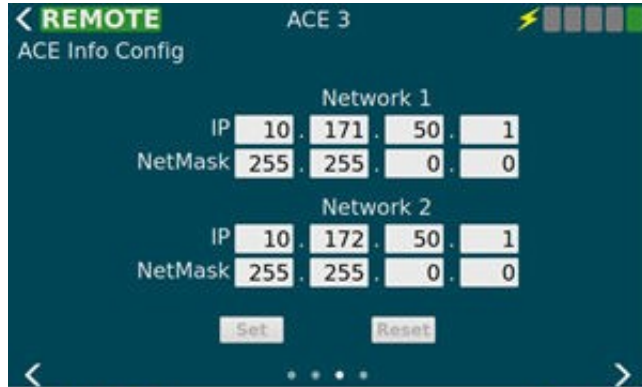 < REMOTE ACE 3
ACE Info Config
Network 1
IP 10 . 171 . 50 . 1
NetMask 255 . 255 . 0 . 0
Network 2
IP 10 . 172 . 50 . 1
NetMask 255 . 255 . 0 . 0
Set Reset
< >